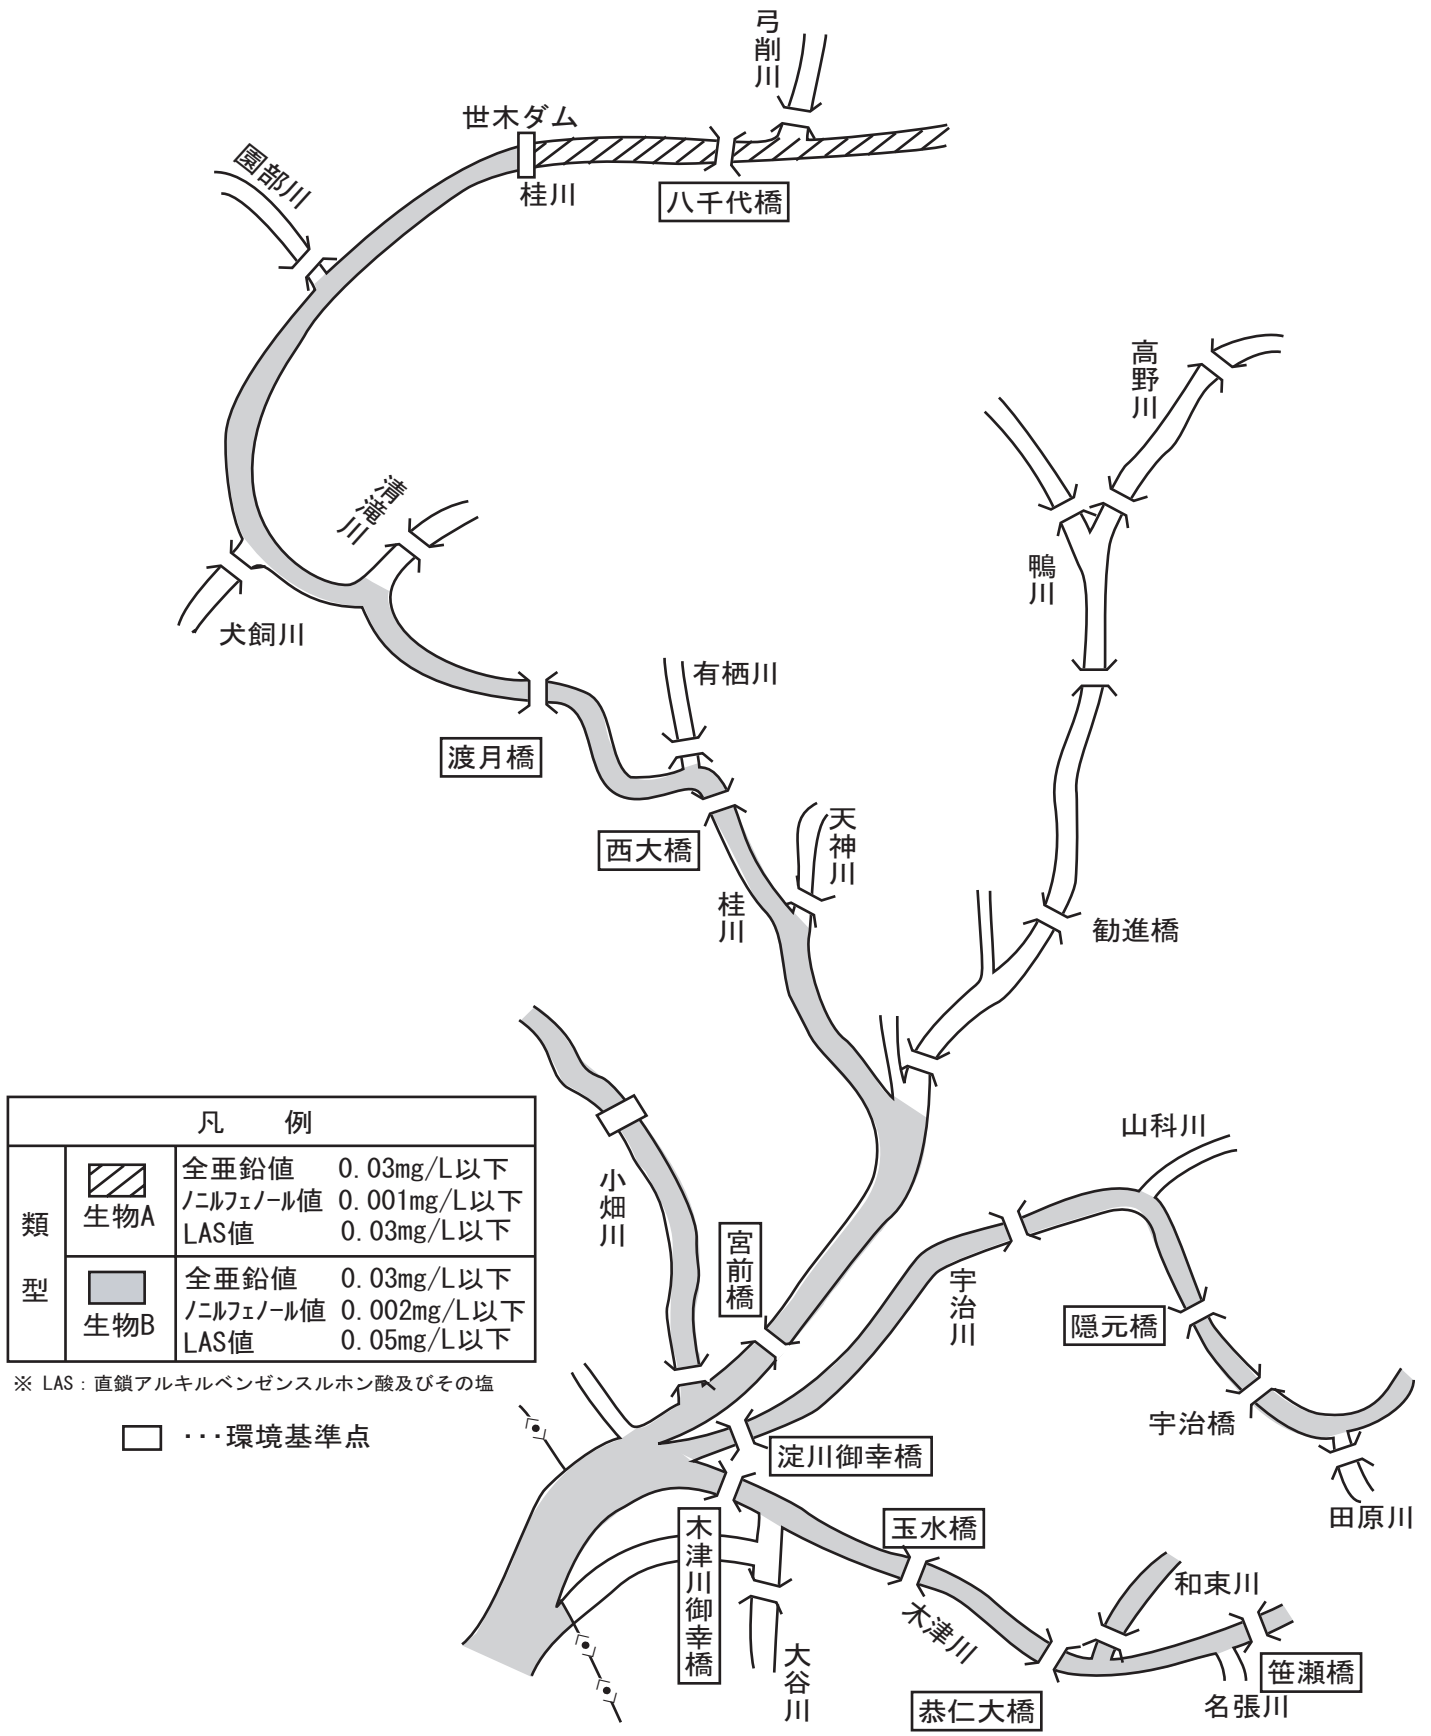 弓削川
世木ダム
園部川
桂川
八千代橋
高野川
清滝川
鴨川
犬飼川
有栖川
渡月橋
天神川
西大橋
桂川
勧進橋
凡　例
類型
生物A
全亜鉛値 0.03mg/L以下
ﾉﾆﾙﾌｪﾉｰﾙ値 0.001mg/L以下
LAS値 0.03mg/L以下
生物B
全亜鉛値 0.03mg/L以下
ﾉﾆﾙﾌｪﾉｰﾙ値 0.002mg/L以下
LAS値 0.05mg/L以下
※ LAS：直鎖アルキルベンゼンスルホン酸及びその塩
･･･環境基準点
山科川
小畑川
宮前橋
宇治川
隠元橋
宇治橋
淀川御幸橋
田原川
木津川御幸橋
玉水橋
和束川
木津川
大谷川
笹瀬橋
名張川
恭仁大橋